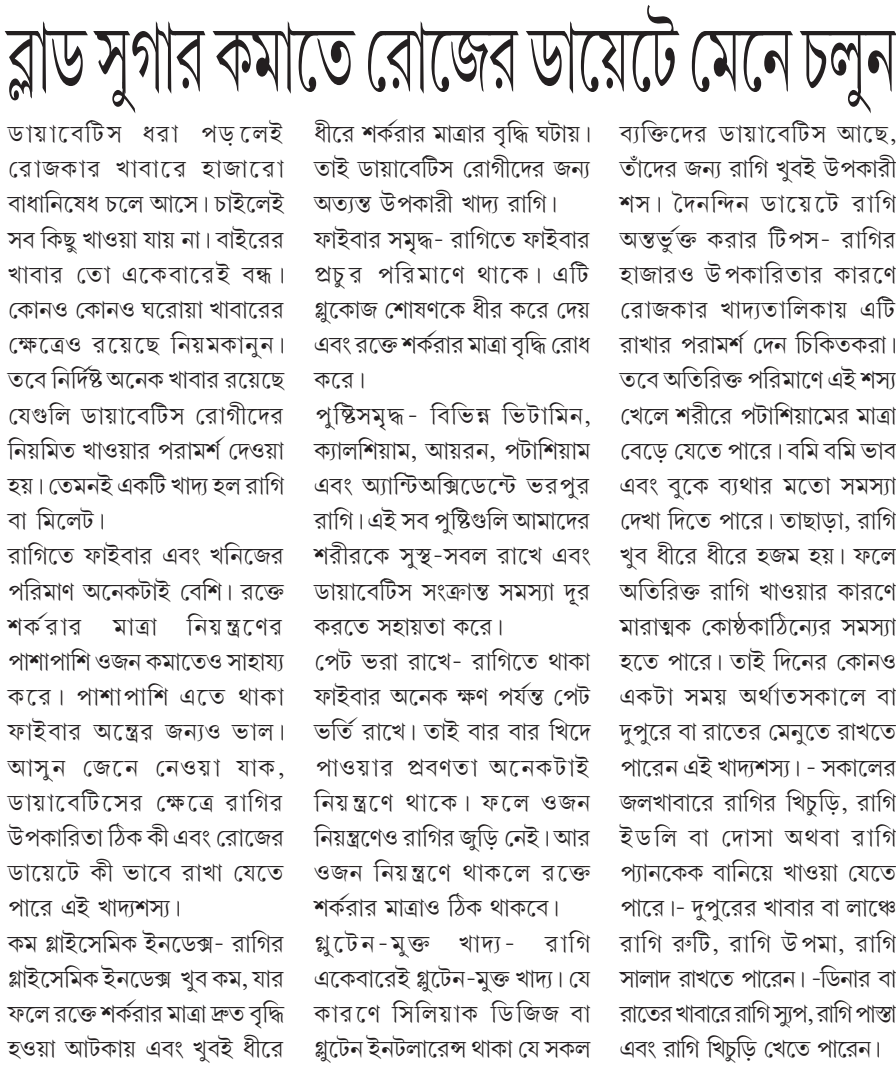 ব্লাড সুগার কমাতে রোজের ডায়েটে মেনে চলুন
ডায়াবেটিস ধরা পড়লেই
রোজকার খাবারে হাজারো
বাধানিষেধ চলে আসে। চাইলেই
সব কিছু খাওয়া যায় না। বাইরের
খাবার তো একেবারেই বন্ধ।
কোনও কোনও ঘরোয়া খাবারের
ক্ষেত্রেও রয়েছে নিয়মকানুন।
তবে নির্দিষ্ট অনেক খাবার রয়েছে
যেগুলি ডায়াবেটিস রোগীদের
নিয়মিত খাওয়ার পরামর্শ দেওয়া
হয়। তেমনই একটি খাদ্য হল রাগি
বা মিলেট।
রাগিতে ফাইবার এবং খনিজের
পরিমাণ অনেকটাই বেশি। রক্তে
শর্করার মাত্রা নিয়ন্ত্রণের
পাশাপাশি ওজন কমাতেও সাহায্য
করে। পাশাপাশি এতে থাকা
ফাইবার অন্ত্রের জন্যও ভাল।
আসুন জেনে নেওয়া যাক,
ডায়াবেটিসের ক্ষেত্রে রাগির
উপকারিতা ঠিক কী এবং রোজের
ডায়েটে কী ভাবে রাখা যেতে
পারে এই খাদ্যশস্য।
কম গ্লাইসেমিক ইনডেক্স- রাগির
গ্লাইসেমিক ইনডেক্স খুব কম, যার
ফলে রক্তে শর্করার মাত্রা দ্রুত বৃদ্ধি
হওয়া আটকায় এবং খুবই ধীরে
ধীরে শর্করার মাত্রার বৃদ্ধি ঘটায়।
তাই ডায়াবেটিস রোগীদের জন্য
অত্যন্ত উপকারী খাদ্য রাগি।
ফাইবার সমৃদ্ধ- রাগিতে ফাইবার
প্রচুর পরিমাণে থাকে। এটি
গ্লুকোজ শোষণকে ধীর করে দেয়
এবং রক্তে শর্করার মাত্রা বৃদ্ধি রোধ
করে।
পুষ্টিসমৃদ্ধ- বিভিন্ন ভিটামিন,
ক্যালশিয়াম, আয়রন, পটাশিয়াম
এবং অ্যান্টিঅক্সিডেন্টে ভরপুর
রাগি। এই সব পুষ্টিগুলি আমাদের
শরীরকে সুস্থ-সবল রাখে এবং
ডায়াবেটিস সংক্রান্ত সমস্যা দূর
করতে সহায়তা করে।
পেট ভরা রাখে- রাগিতে থাকা
ফাইবার অনেক ক্ষণ পর্যন্ত পেট
ভর্তি রাখে। তাই বার বার খিদে
পাওয়ার প্রবণতা অনেকটাই
নিয়ন্ত্রণে থাকে। ফলে ওজন
নিয়ন্ত্রণেও রাগির জুড়ি নেই। আর
ওজন নিয়ন্ত্রণে থাকলে রক্তে
শর্করার মাত্রাও ঠিক থাকবে।
গ্লুটেন-মুক্ত খাদ্য- রাগি
একেবারেই গ্লুটেন-মুক্ত খাদ্য। যে
কারণে সিলিয়াক ডিজিজ বা
গ্লুটেন ইনটলারেন্স থাকা যে সকল
ব্যক্তিদের ডায়াবেটিস আছে,
তাঁদের জন্য রাগি খুবই উপকারী
শস। দৈনন্দিন ডায়েটে রাগি
অন্তর্ভুক্ত করার টিপস- রাগির
হাজারও উপকারিতার কারণে
রোজকার খাদ্যতালিকায় এটি
রাখার পরামর্শ দেন চিকিতকরা।
তবে অতিরিক্ত পরিমাণে এই শস্য
খেলে শরীরে পটাশিয়ামের মাত্রা
বেড়ে যেতে পারে। বমি বমি ভাব
এবং বুকে ব্যথার মতো সমস্যা
দেখা দিতে পারে। তাছাড়া, রাগি
খুব ধীরে ধীরে হজম হয়। ফলে
অতিরিক্ত রাগি খাওয়ার কারণে
মারাত্মক কোষ্ঠকাঠিন্যের সমস্যা
হতে পারে। তাই দিনের কোনও
একটা সময় অর্থাতসকালে বা
দুপুরে বা রাতের মেনুতে রাখতে
পারেন এই খাদ্যশস্য। - সকালের
জলখাবারে রাগির খিচুড়ি, রাগি
ইডলি বা দোসা অথবা রাগি
প্যানকেক বানিয়ে খাওয়া যেতে
পারে।- দুপুরের খাবার বা লাঞ্চে
রাগি রুটি, রাগি উপমা, রাগি
সালাদ রাখতে পারেন। -ডিনার বা
রাতের খাবারে রাগি স্যুপ, রাগি পাস্তা
এবং রাগি খিচুড়ি খেতে পারেন।